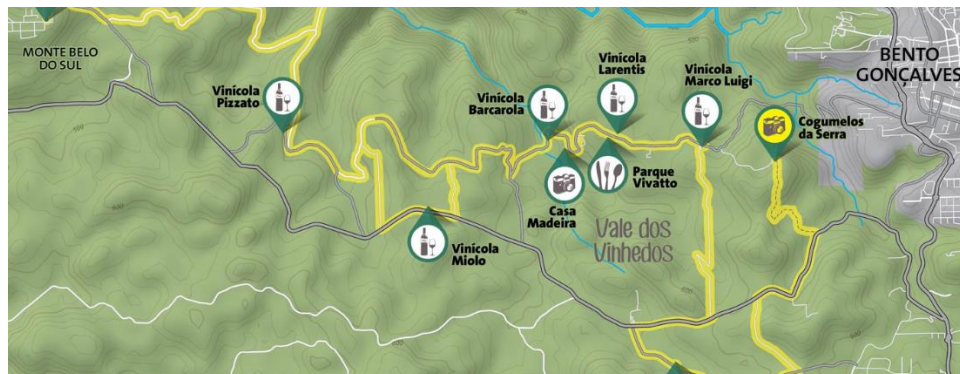 MONTE BELO
DO SUL
Vinícola
Pizzato
Vinícola
Barcarola
Vinícola
Larentis
Vinícola
Marco Luigi
BENTO
GONÇALVES
Cogumelos
da Serra
Parque
Vivatto
Casa
Madeira
Vale dos
Vinhedos
Vinícola
Miolo